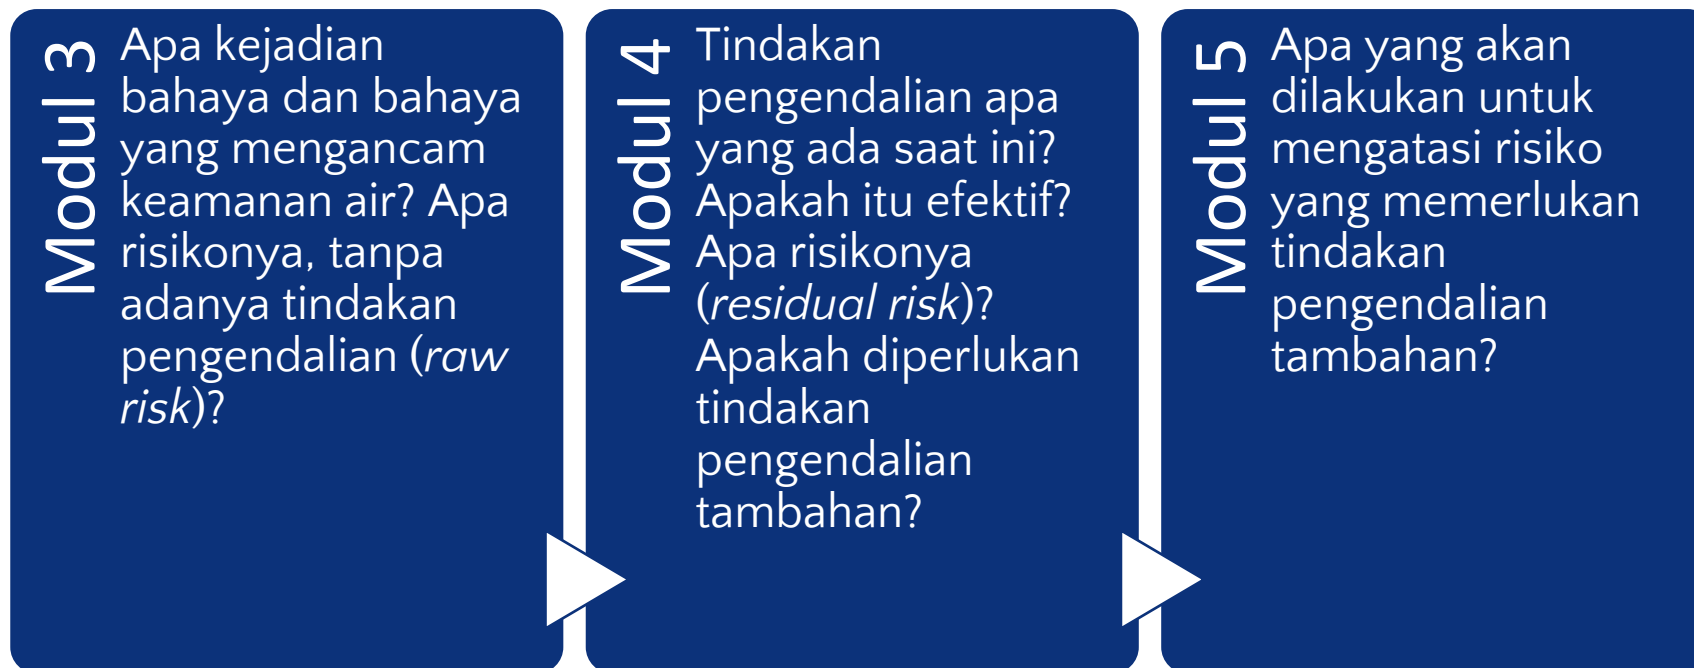 Modul 3
Apa kejadian
bahaya dan bahaya
yang mengancam
keamanan air? Apa
risikonya, tanpa
adanya tindakan
pengendalian (raw
risk)?
Modul 4
Tindakan
pengendalian apa
yang ada saat ini?
Apakah itu efektif?
Apa risikonya
(residual risk)?
Apakah diperlukan
tindakan
pengendalian
tambahan?
Modul 5
Apa yang akan
dilakukan untuk
mengatasi risiko
yang memerlukan
tindakan
pengendalian
tambahan?